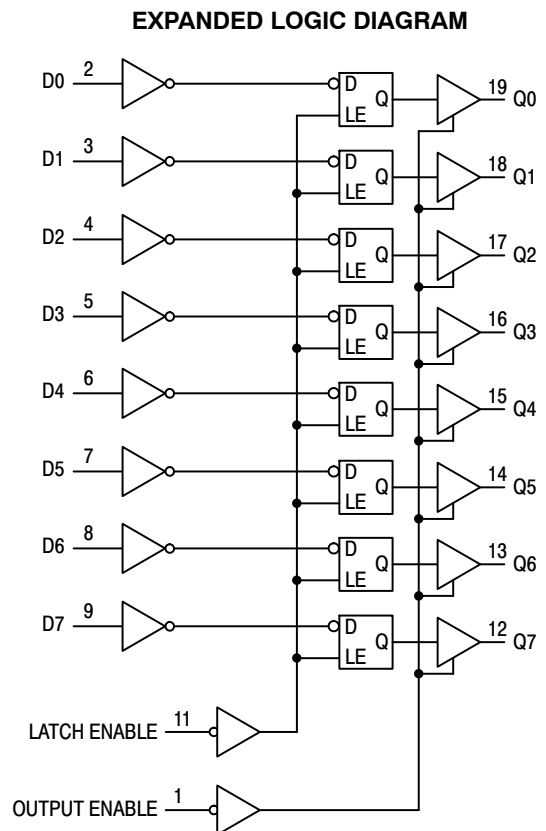 EXPANDED LOGIC DIAGRAM
D0 2 D Q LE 19 Q0
D1 3 D Q LE 18 Q1
D2 4 D Q LE 17 Q2
D3 5 D Q LE 16 Q3
D4 6 D Q LE 15 Q4
D5 7 D Q LE 14 Q5
D6 8 D Q LE 13 Q6
D7 9 D Q LE 12 Q7
LATCH ENABLE 11
OUTPUT ENABLE 1